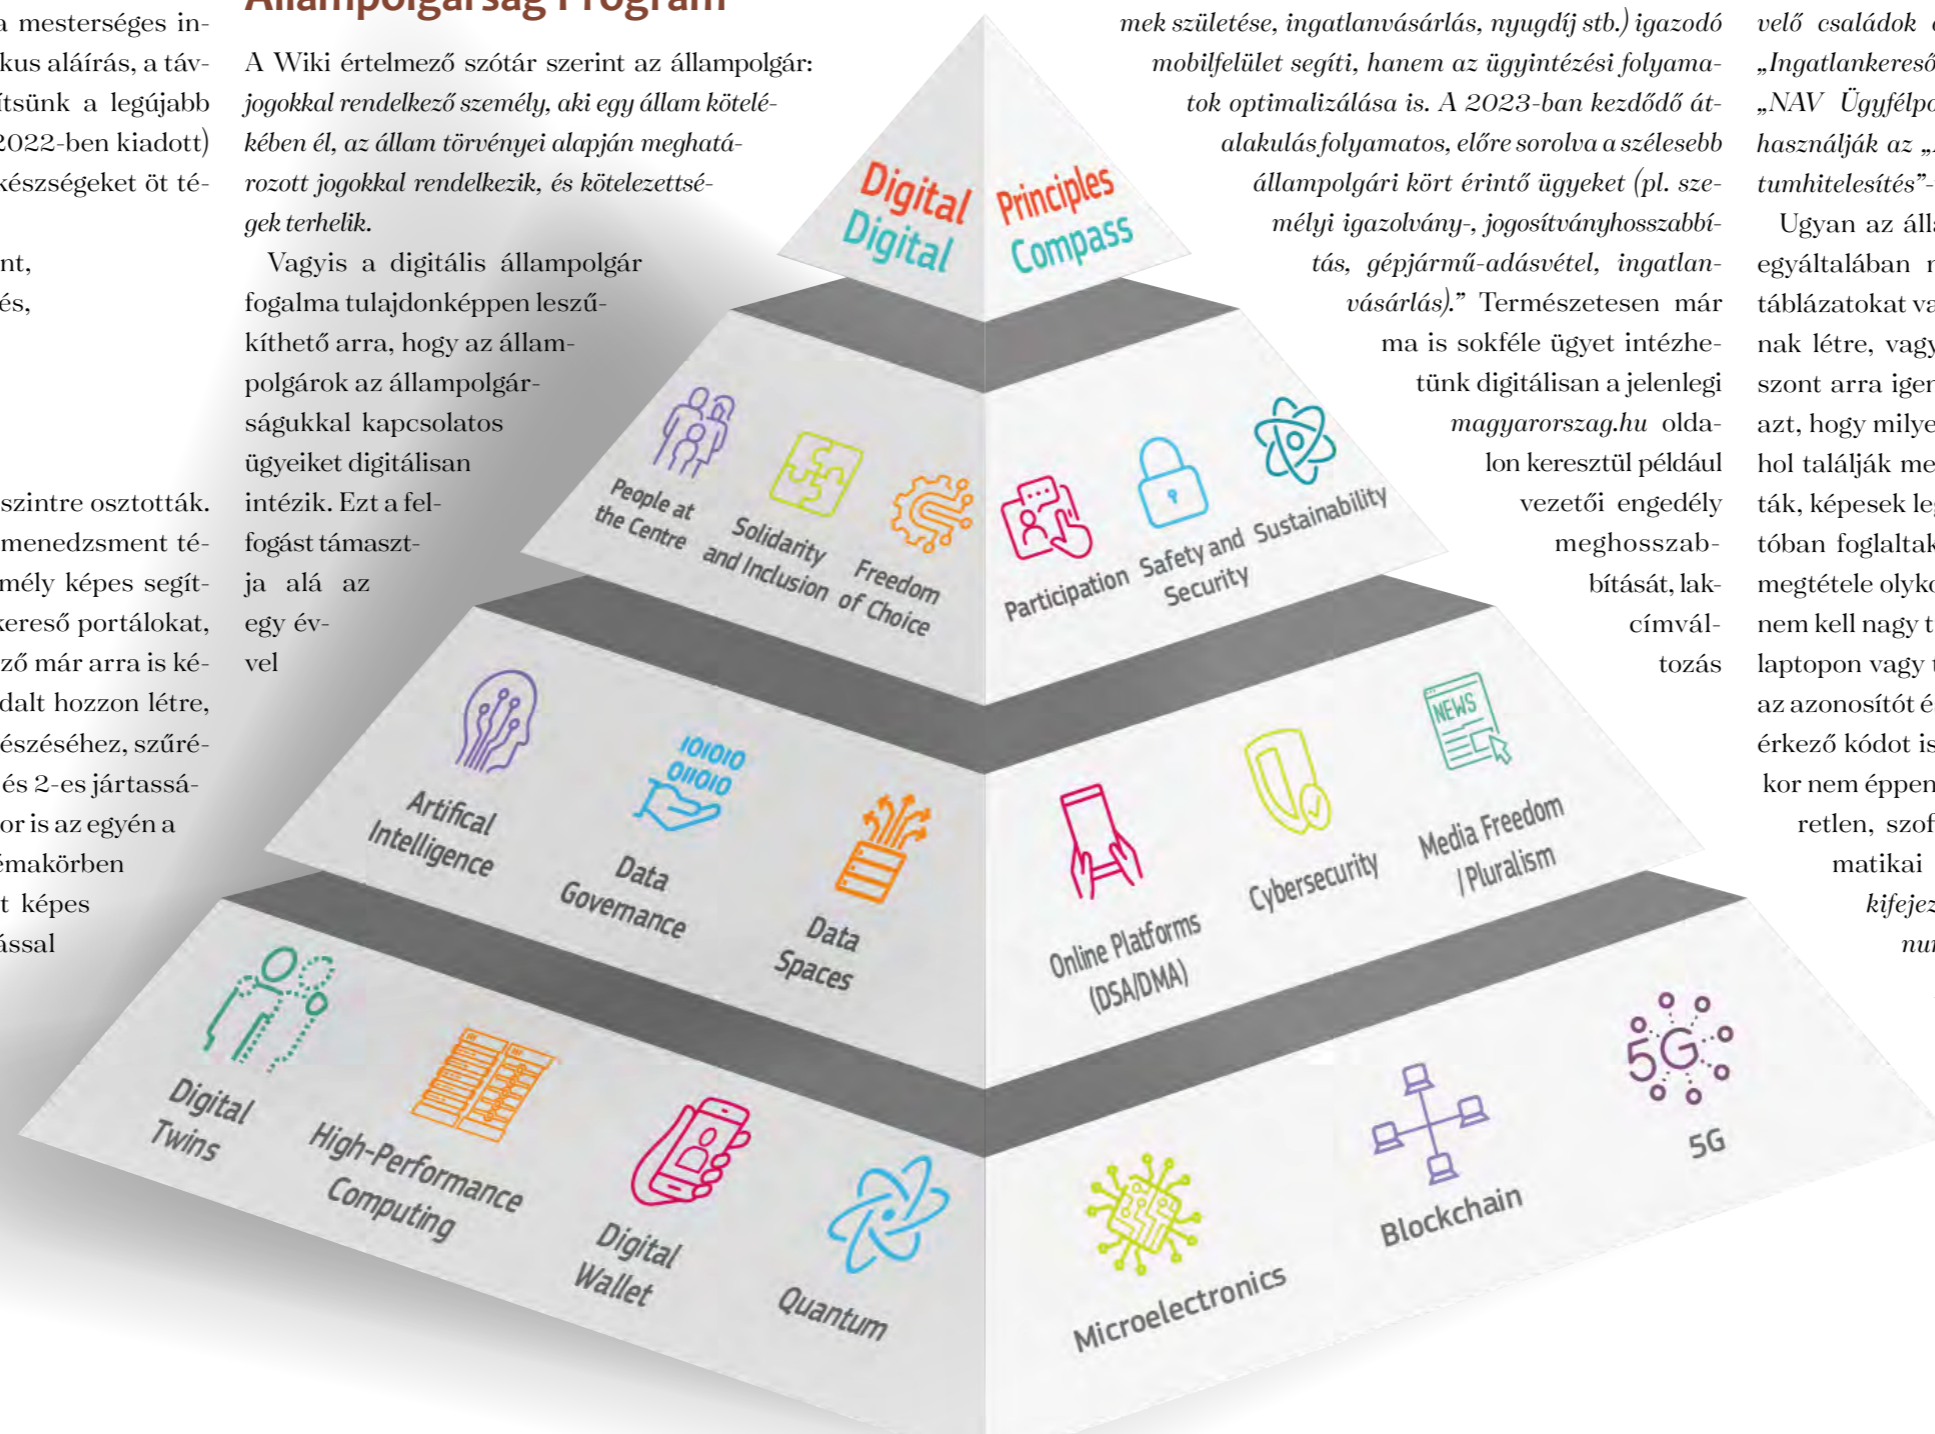 a mesterséges in-
kus aláírás, a táv-
ítsünk a legújabb
2022-ben kiadott)
készségeket öt té-
nt,
és,
szintre osztották.
menedzsment té-
mély képes segít-
kereső portálokat,
ző már arra is ké-
dalt hozzon létre,
észéséhez, szűré-
és 2-es jártassá-
or is az egyén a
émakörben
t képes
ással
Állampolgárság Program
A Wiki értelmező szótár szerint az állampolgár:
jogokkal rendelkező személy, aki egy állam kötelé-
kében él, az állam törvényei alapján meghatá-
rozott jogokkal rendelkezik, és kötelezettsé-
gek terhelik.
Vagyis a digitális állampolgár
fogalma tulajdonképpen leszű-
kíthető arra, hogy az állam-
polgárok az állampolgár-
ságukkal kapcsolatos
ügyeiket digitálisan
intézik. Ezt a fel-
fogást támaszt-
ja alá az
egy év-
vel
Digital Principles
Digital Compass
People at
the Centre
Solidarity
and Inclusion
Freedom
of Choice
Participation
Safety and
Security
Sustainability
Artifical
Intelligence
101010
011010
Data
Governance
Data
Spaces
Online Platforms
(DSA/DMA)
Cybersecurity
NEWS
Media Freedom
/Pluralism
Digital
Twins
High-Performance
Computing
Digital
Wallet
Quantum
Microelectronics
Blockchain
5G
5G
mek születése, ingatlanvásárlás, nyugdíj stb.) igazodó
mobilfelület segíti, hanem az ügyintézési folyama-
tok optimalizálása is. A 2023-ban kezdődő át-
alakulás folyamatos, előre sorolva a szélesebb
állampolgári kört érintő ügyeket (pl. sze-
mélyi igazolvány-, jogosítványhosszabbí-
tás, gépjármű-adásvétel, ingatlan-
vásárlás).” Természetesen már
ma is sokféle ügyet intézhe-
tünk digitálisan a jelenlegi
magyarorszag.hu olda-
lon keresztül például
vezetői engedély
meghosszab-
bítását, lak-
címvál-
tozás
velő családok
„Ingatlankereső
„NAV Ügyfélpo
használják az „
tumhitelesítés”-
Ugyan az álla
egyáltalában n
táblázatokat va
nak létre, vagy
szont arra igen
azt, hogy milye
hol találják me
ták, képesek leg
tóban foglaltak
megtétele olyko
nem kell nagy t
laptopon vagy t
az azonosítót é
érkező kódot is
kor nem éppen
retlen, szof
matikai
kifejez
nur